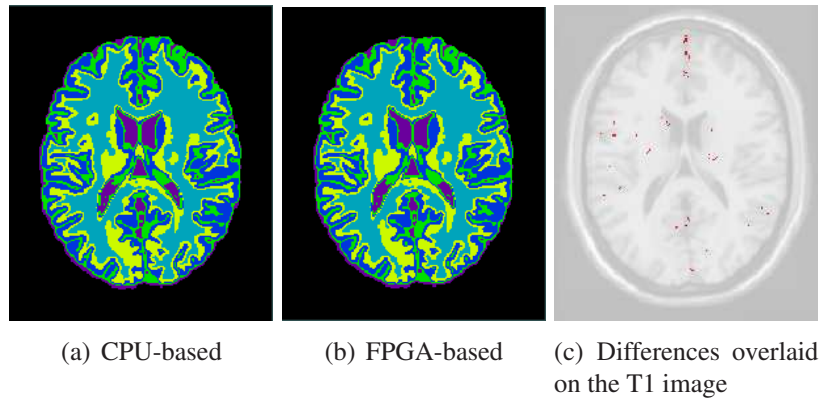 (a) CPU-based
(b) FPGA-based
(c) Differences overlaid
on the T1 image